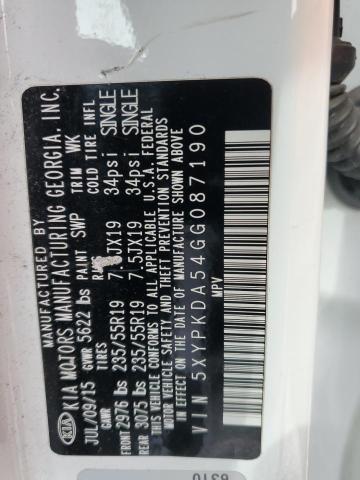 MANUFACTURED BY
KIA KIA MOTORS MANUFACTURING GEORGIA, INC.
JUL/09/15 GVWR 5622 lbs PAINT SWP TRIM WK
GAWR TIRES COLD TIRE INFL
FRONT 2976 lbs 235/55R19 34psi SINGLE
REAR 3075 lbs 235/55R19 7.5JX19 34psi SINGLE
THIS VEHICLE CONFORMS TO ALL APPLICABLE U.S.A. FEDERAL
MOTOR VEHICLE SAFETY AND THEFT PREVENTION STANDARDS
IN EFFECT ON THE DATE OF MANUFACTURE SHOWN ABOVE
VIN 5XYPKDA54GG087190
MPV
6310